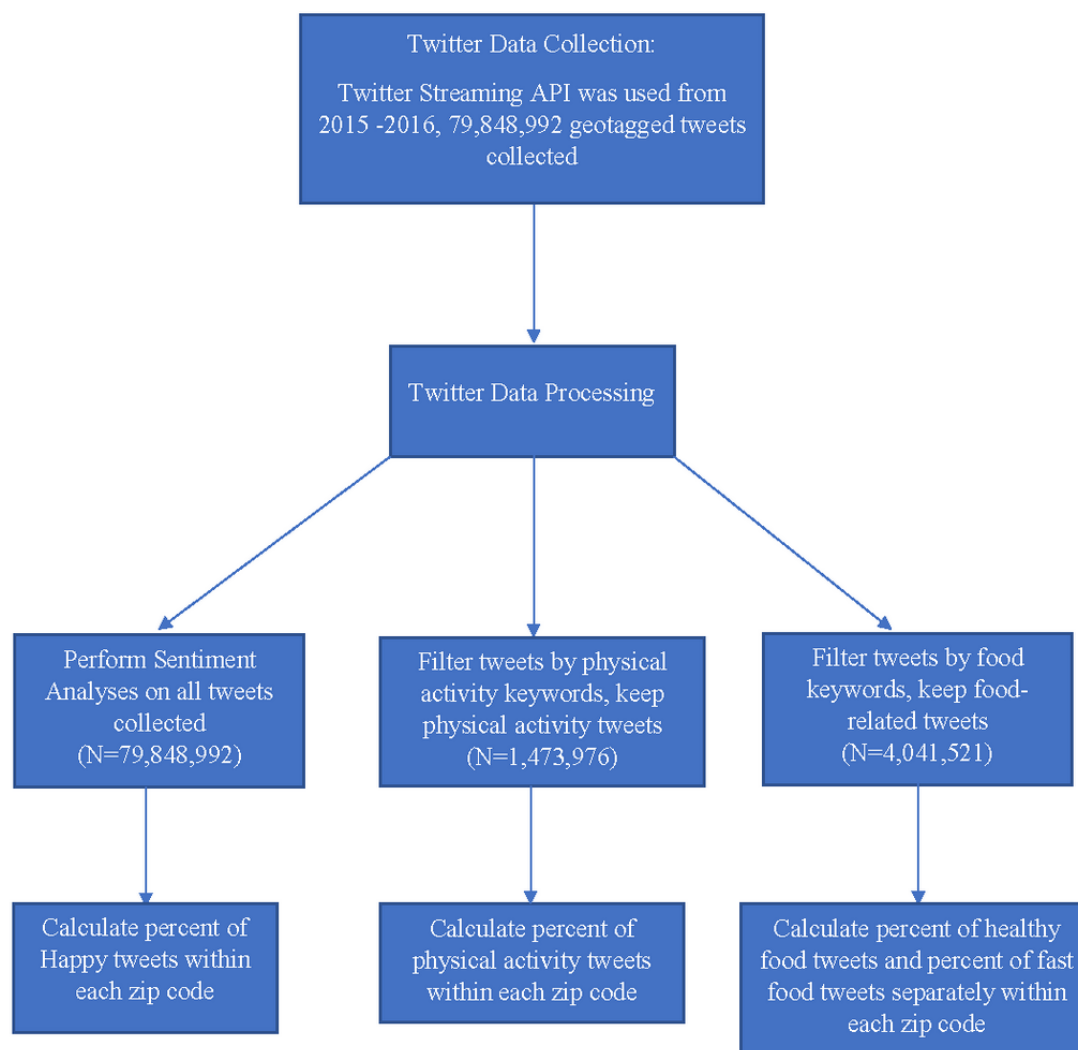 Twitter Data Collection:
Twitter Streaming API was used from
2015 -2016, 79,848,992 geotagged tweets
collected
Twitter Data Processing
Perform Sentiment
Analyses on all tweets
collected
(N=79,848,992)
Filter tweets by physical
activity keywords, keep
physical activity tweets
(N=1,473,976)
Filter tweets by food
keywords, keep food-
related tweets
(N=4,041,521)
Calculate percent of
Happy tweets within
each zip code
Calculate percent of
physical activity tweets
within each zip code
Calculate percent of healthy
food tweets and percent of fast
food tweets separately within
each zip code